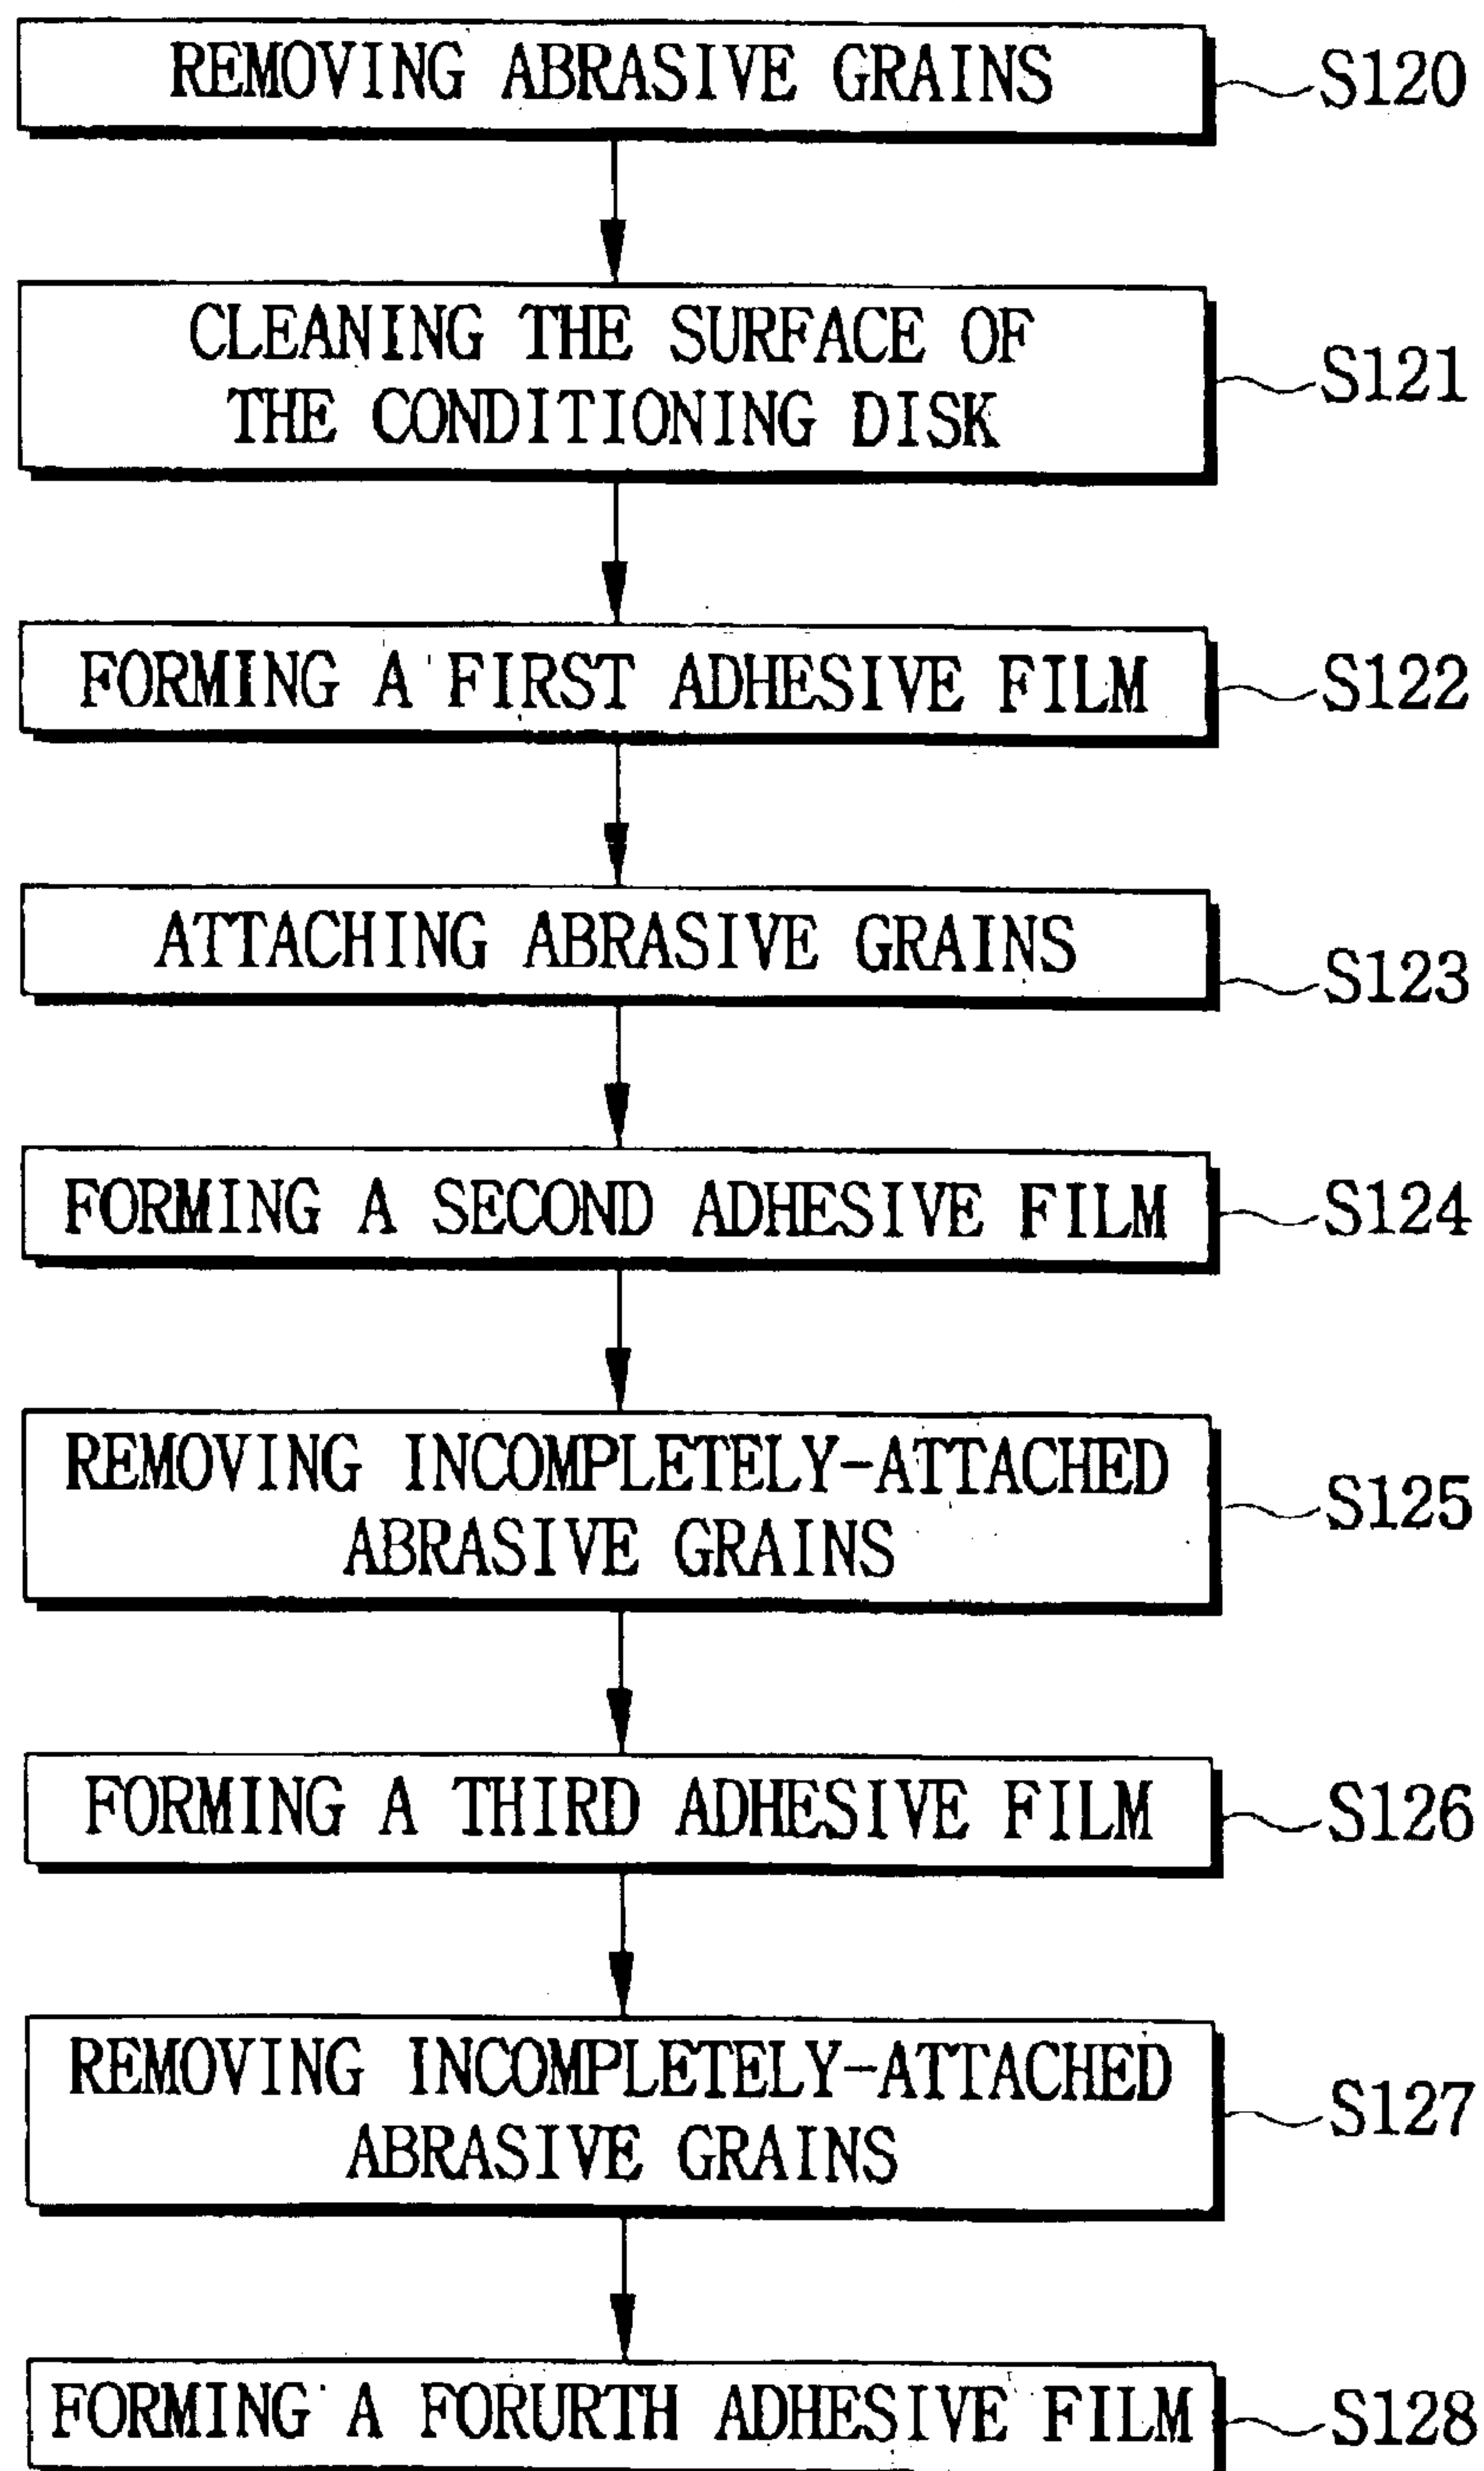 REMOVING ABRASIVE GRAINS
S120
CLEANING THE SURFACE OF
THE CONDITIONING DISK
S121
FORMING A FIRST ADHESIVE FILM
S122
ATTACHING ABRASIVE GRAINS
S123
FORMING A SECOND ADHESIVE FILM
S124
REMOVING INCOMPLETELY-ATTACHED
ABRASIVE GRAINS
S125
FORMING A THIRD ADHESIVE FILM
S126
REMOVING INCOMPLETELY-ATTACHED
ABRASIVE GRAINS
S127
FORMING A FORURTH ADHESIVE FILM
S128